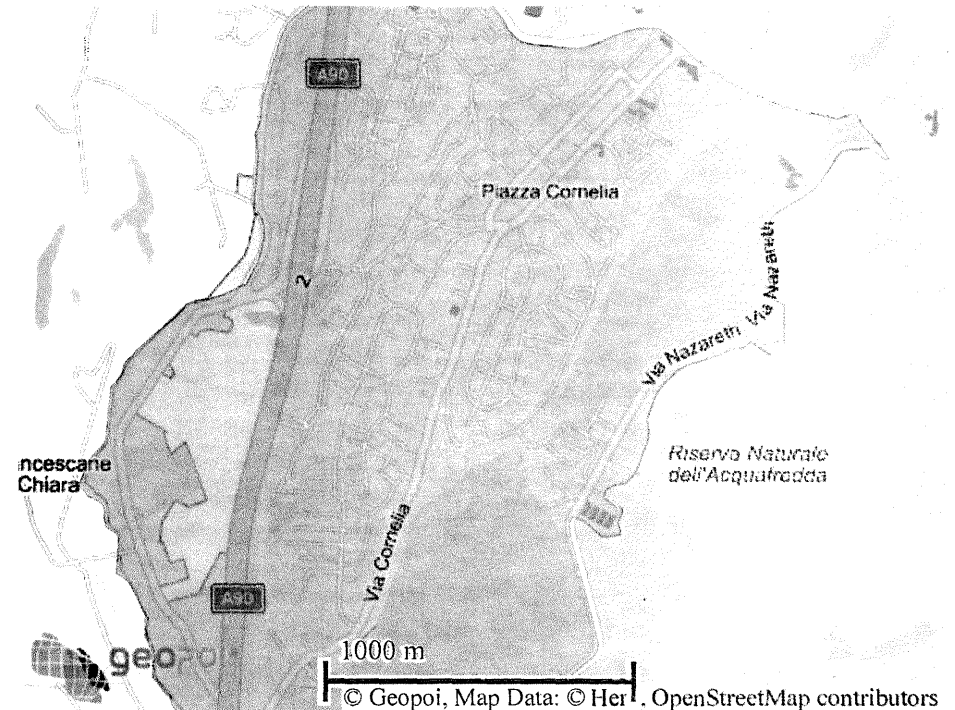 A90
Piazza Cornelia
2
Via Nazareth
Via Nazareth
Riserva Naturale
dell'Acquafredda
ncescane
Chiara
Via Cornelia
A90
geopoi
1000 m
© Geopoi, Map Data: © Her , OpenStreetMap contributors